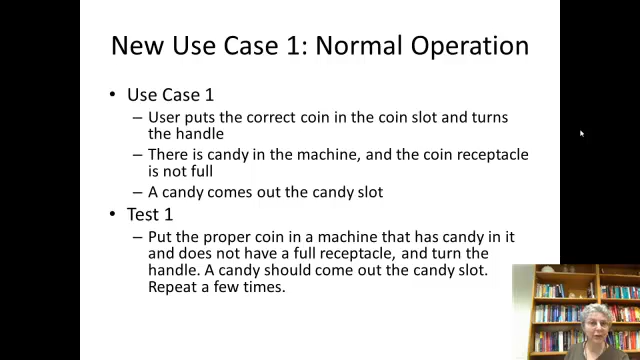 New Use Case 1: Normal Operation
• Use Case 1
– User puts the correct coin in the coin slot and turns
the handle
– There is candy in the machine, and the coin receptacle
is not full
– A candy comes out the candy slot
• Test 1
– Put the proper coin in a machine that has candy in it
and does not have a full receptacle, and turn the
handle. A candy should come out the candy slot.
Repeat a few times.